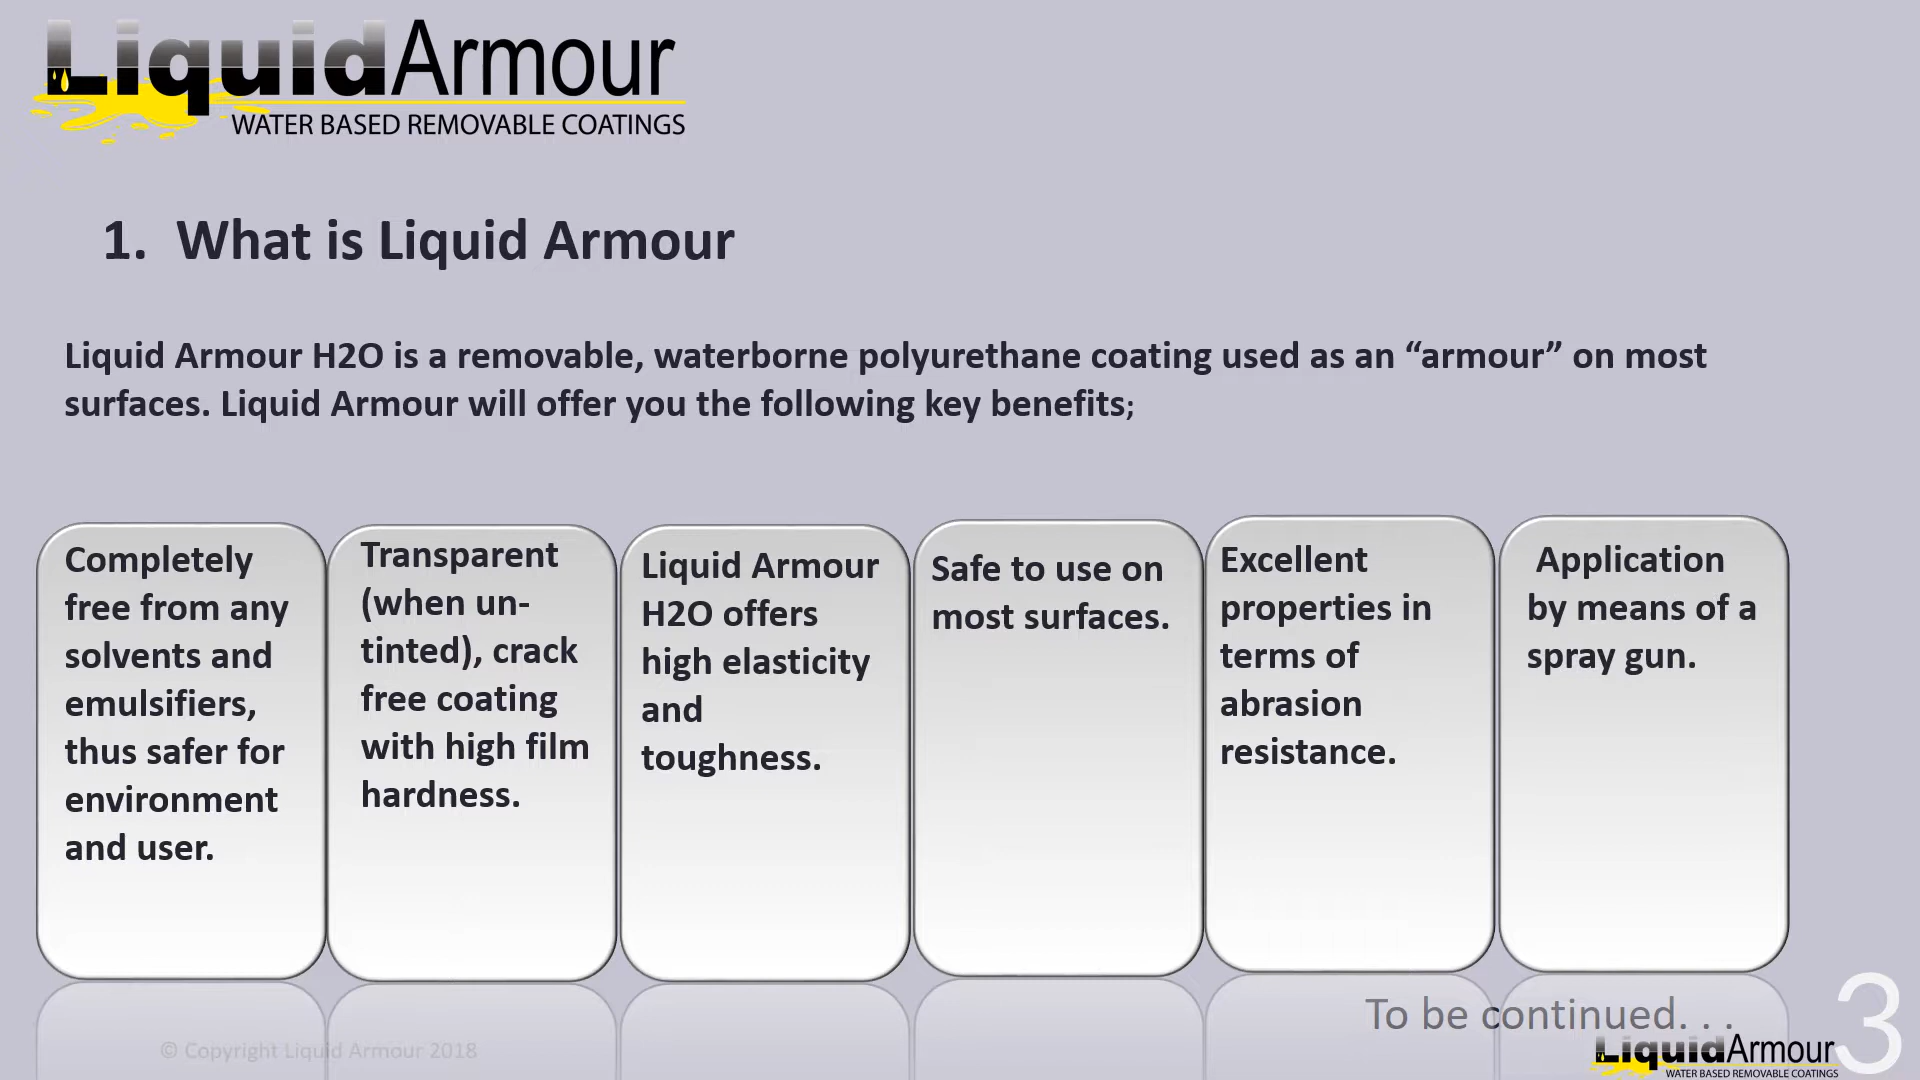 LiquidArmour
WATER BASED REMOVABLE COATINGS
1. What is Liquid Armour
Liquid Armour H2O is a removable, waterborne polyurethane coating used as an “armour” on most
surfaces. Liquid Armour will offer you the following key benefits;
Completely
free from any
solvents and
emulsifiers,
thus safer for
environment
and user.
Transparent
(when un-
tinted), crack
free coating
with high film
hardness.
Liquid Armour
H2O offers
high elasticity
and
toughness.
Safe to use on
most surfaces.
Excellent
properties in
terms of
abrasion
resistance.
Application
by means of a
spray gun.
To be continued. . .
© Copyright Liquid Armour 2018
LiquidArmour
WATER BASED REMOVABLE COATINGS
3